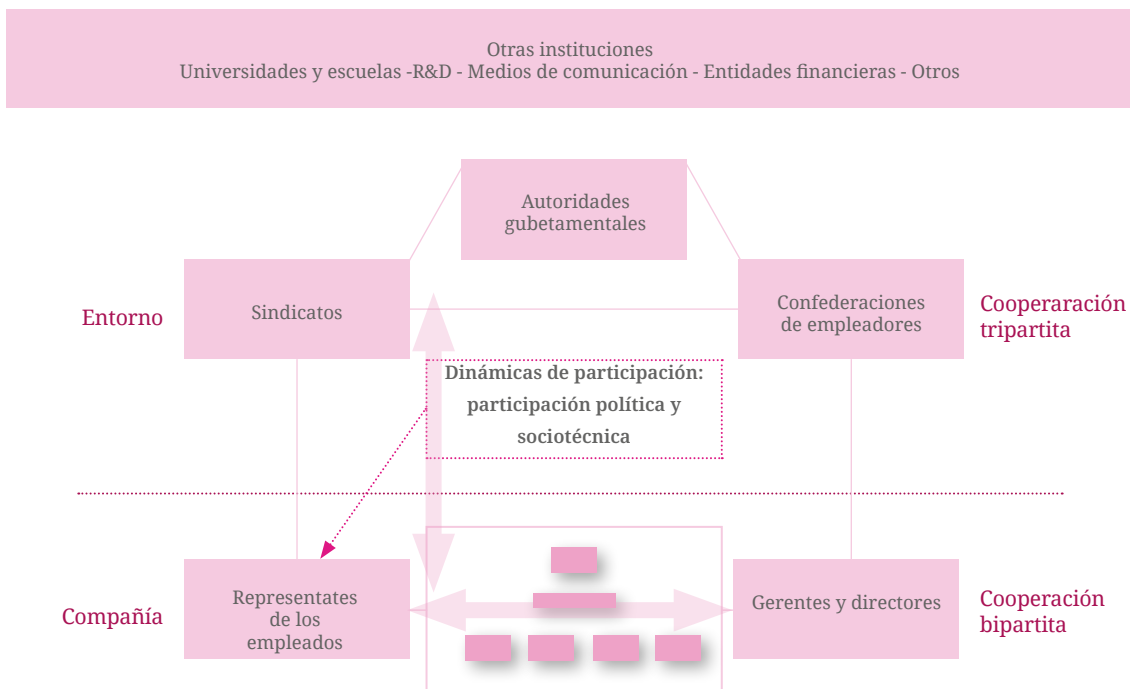 Otras instituciones
Universidades y escuelas -R&D - Medios de comunicación - Entidades financieras - Otros
Autoridades
gubetamentales
Entorno
Sindicatos
Confederaciones
de empleadores
Cooperaración
tripartita
Dinámicas de participación:
participación política y
sociotécnica
Compañía
Representates
de los
empleados
Gerentes y directores
Cooperación
bipartita